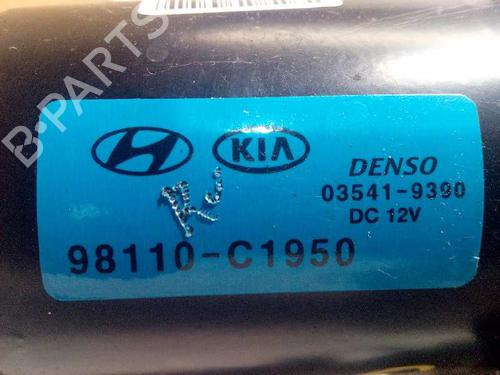 B-PARTS
KIA
DENSO
03541-9390
DC 12V
98110-C1950